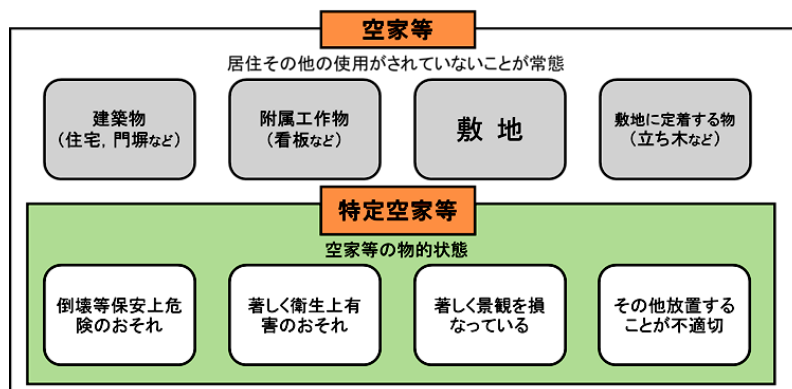 空家等
居住その他の使用がされていないことが常態
建築物
(住宅, 門塀など)
附属工作物
(看板など)
敷 地
敷地に定着する物
(立ち木など)
特定空家等
空家等の物的状態
倒壊等保安上危
険のおそれ
著しく衛生上有
害のおそれ
著しく景観を損
なっている
その他放置する
ことが不適切